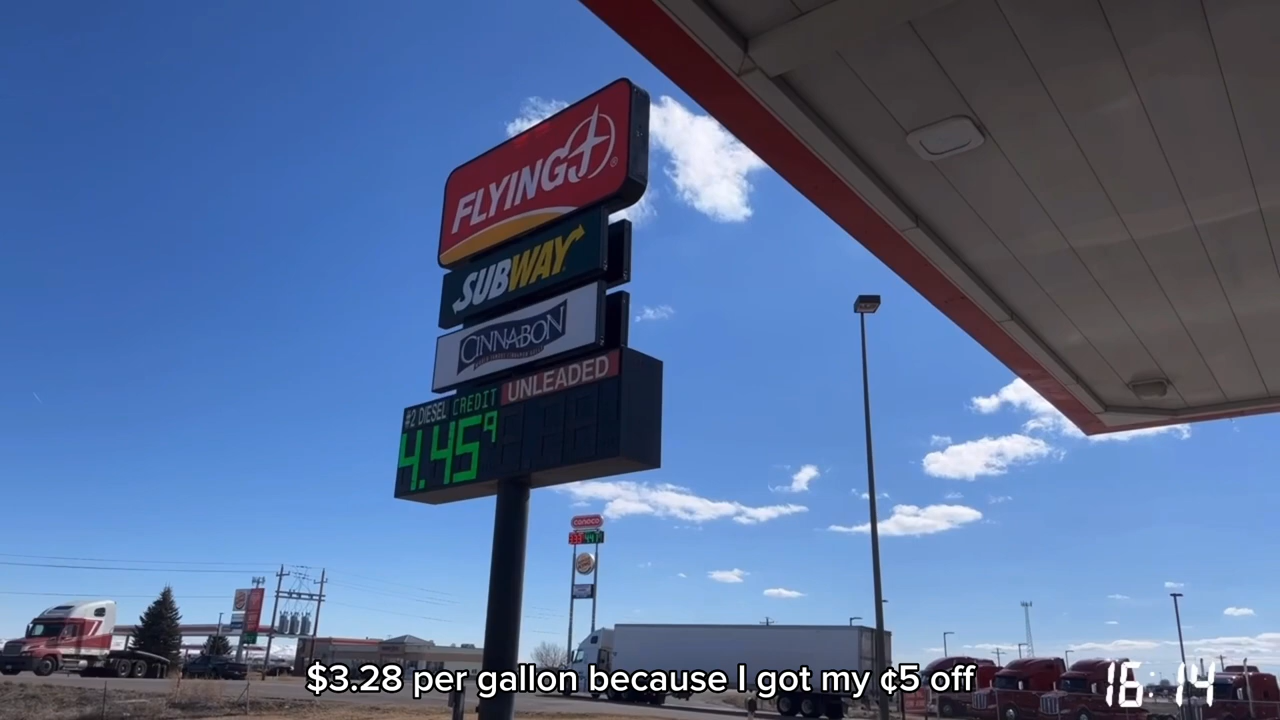 FLYING J
SUBWAY
CINNABON
#2 DIESEL CREDIT UNLEADED
4.45⁹
conoco
$3.28 per gallon because I got my ¢5 off
16:14